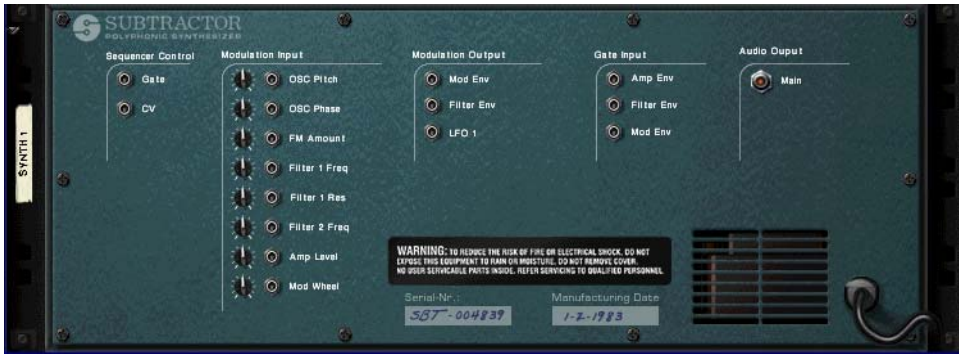 SUBTRACTOR
POLYPHONIC SYNTHESIZER
Sequencer Control
Gate
CV
Modulation Input
OSC Pitch
OSC Phase
FM Amount
Filter 1 Freq
Filter 1 Res
Filter 2 Freq
Amp Level
Mod Wheel
Modulation Output
Mod Env
Filter Env
LFO 1
Gate Input
Amp Env
Filter Env
Mod Env
Audio Ouput
Main
SYNTH 1
WARNING: TO REDUCE THE RISK OF FIRE OR ELECTRICAL SHOCK, DO NOT
EXPOSE THIS EQUIPMENT TO RAIN OR MOISTURE. DO NOT REMOVE COVER.
NO USER SERVICABLE PARTS INSIDE. REFER SERVICING TO QUALIFIED PERSONNEL
Serial-Nr.:
SBT-004839
Manufacturing Date
1-2-1983